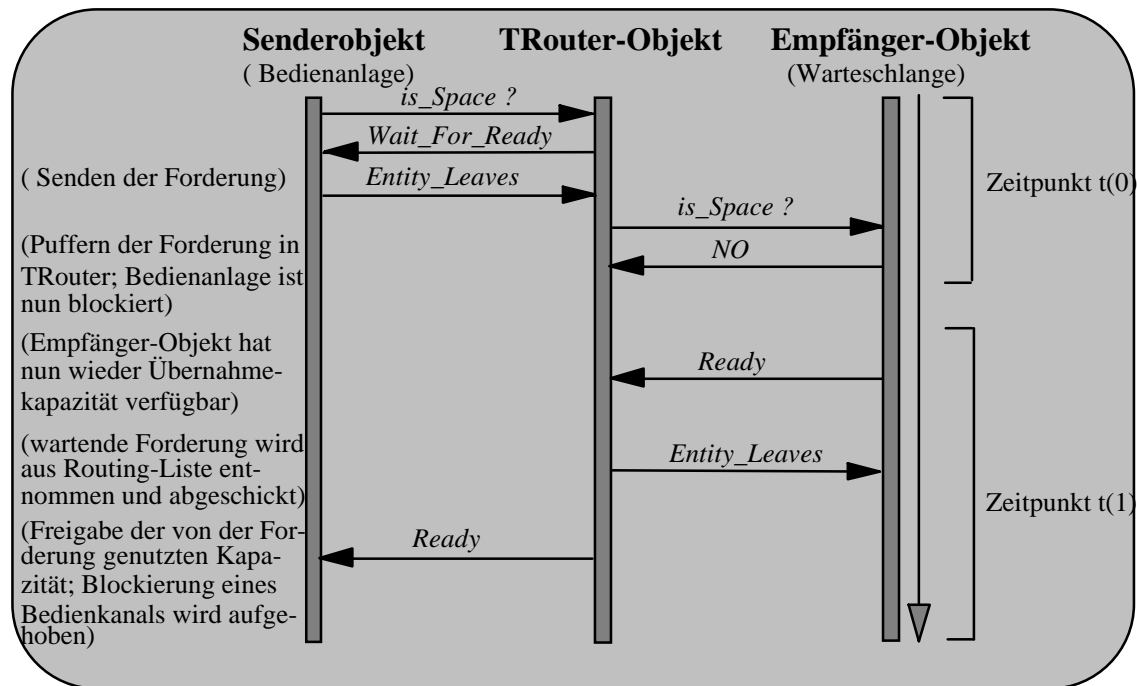 Senderobjekt TRouter-Objekt Empfänger-Objekt
( Bedienanlage) (Warteschlange)
is_Space ?
Wait_For_Ready
( Senden der Forderung) Entity_Leaves Zeitpunkt t(0)
is_Space ?
(Puffern der Forderung in NO
TRouter; Bedienanlage ist
nun blockiert)
(Empfänger-Objekt hat
nun wieder Übernahme- Ready
kapazität verfügbar)
(wartende Forderung wird Entity_Leaves
aus Routing-Liste ent-
nommen und abgeschickt) Zeitpunkt t(1)
(Freigabe der von der For- Ready
derung genutzten Kapa-
zität; Blockierung eines
Bedienkanals wird aufge-
hoben)